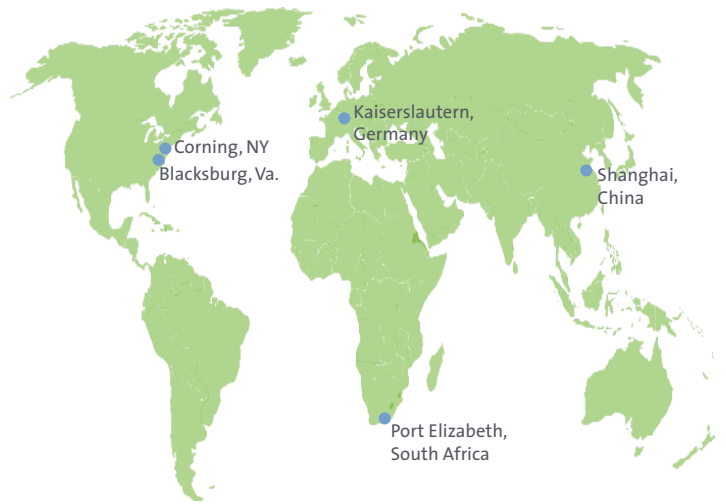 Kaiserslautern,
Germany
Corning, NY
Blacksburg, Va.
Shanghai,
China
Port Elizabeth,
South Africa